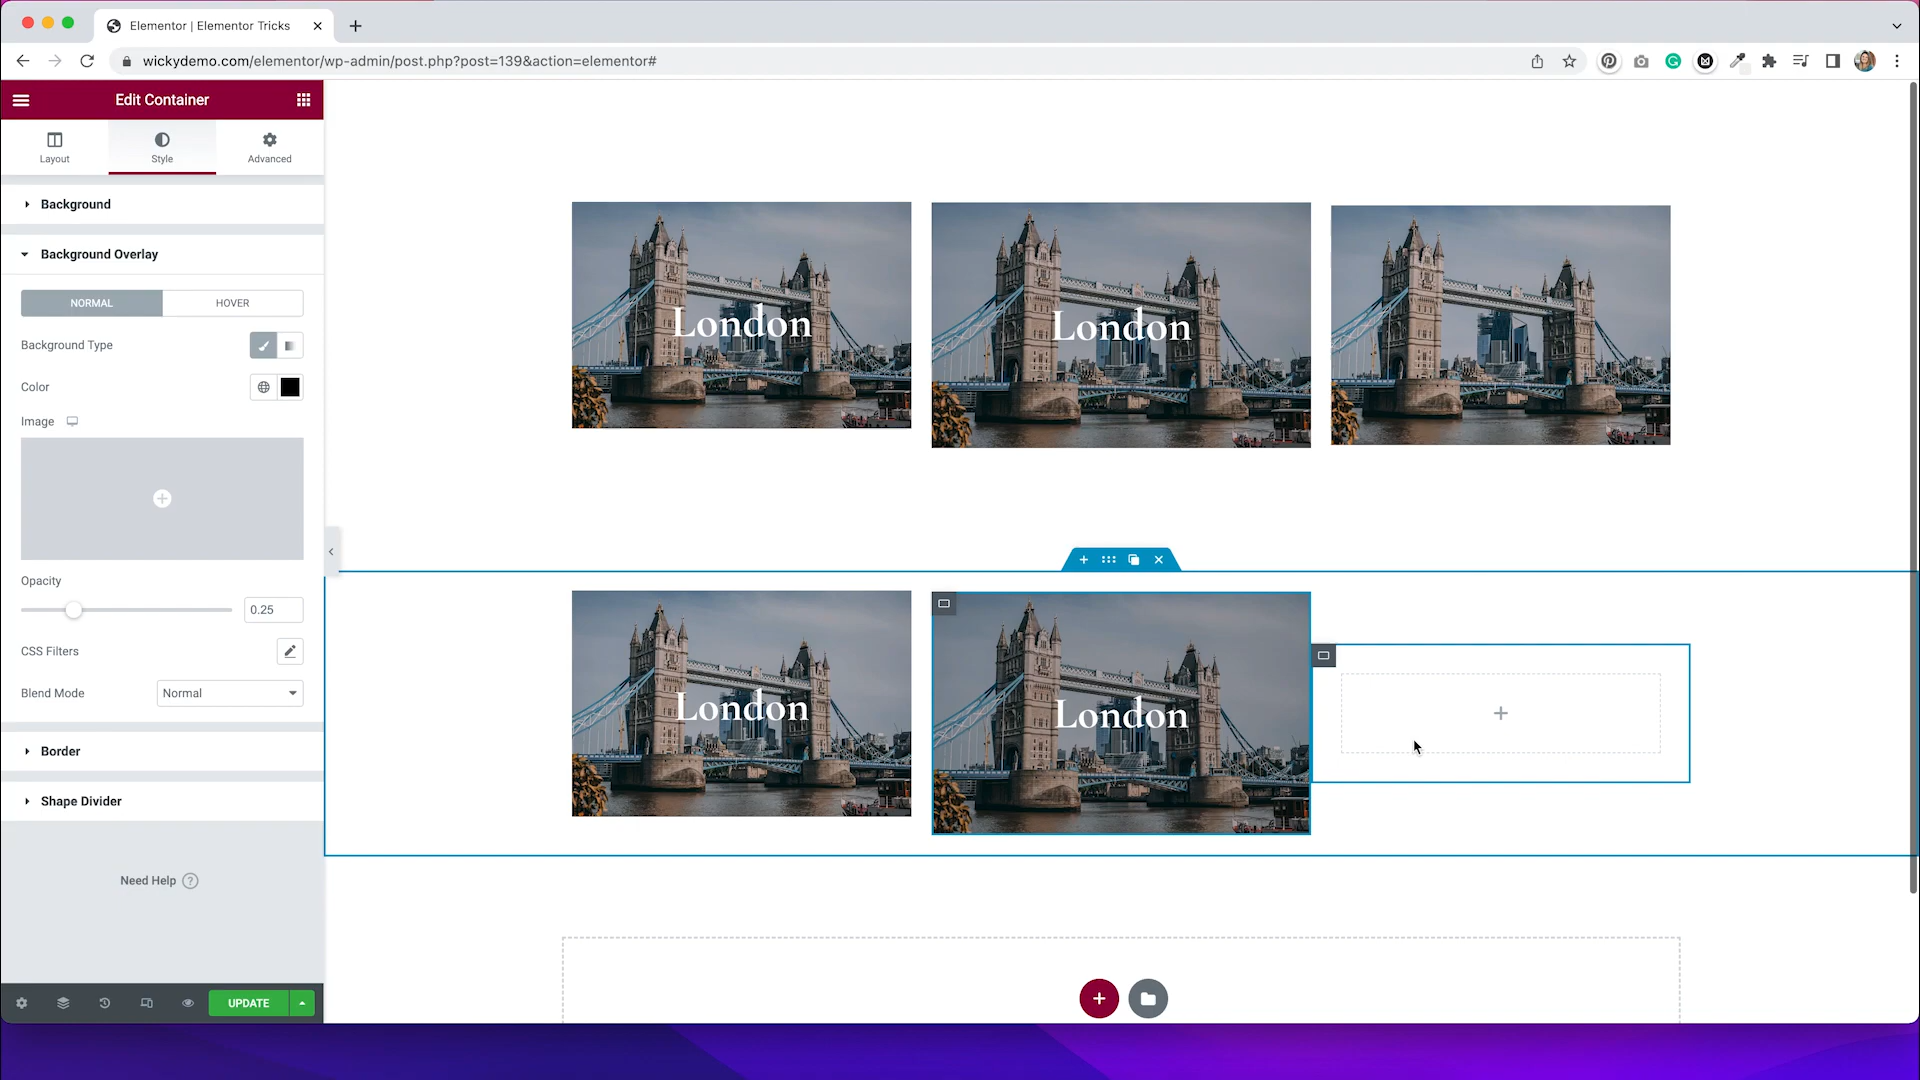 Elementor | Elementor Tricks
wickydemo.com/elementor/wp-admin/post.php?post=139&action=elementor#
Edit Container
Layout
Style
Advanced
Background
Background Overlay
NORMAL
HOVER
Background Type
Color
Image
Opacity
0.25
CSS Filters
Blend Mode
Normal
Border
Shape Divider
Need Help
UPDATE
London
London
London
London